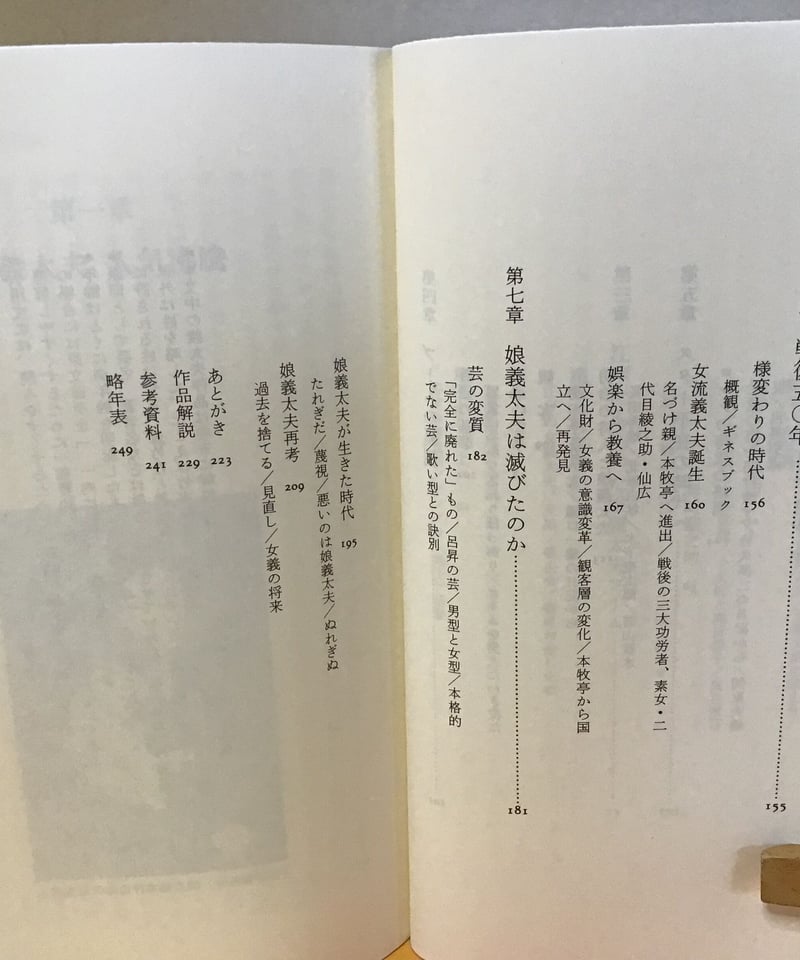 戦後五〇年 155
様変わりの時代 156
概観／ギネスブック
女流義太夫誕生 160
名づけ親／本牧亭へ進出／戦後の三大功労者、素女・二
代目綾之助・仙広
娯楽から教養へ 167
文化財／女義の意識変革／観客層の変化／本牧亭から国
立へ／再発見
第七章 娘義太夫は滅びたのか 181
芸の変質 182
「完全に廃れた」もの／呂昇の芸／男型と女型／本格的
でない芸／歌い型との訣別
娘義太夫が生きた時代 195
たれぎだ／蔑視／悪いのは娘義太夫／ぬれぎぬ
娘義太夫再考 209
過去を捨てる／見直し／女義の将来
あとがき 223
作品解説 229
参考資料 241
略年表 249